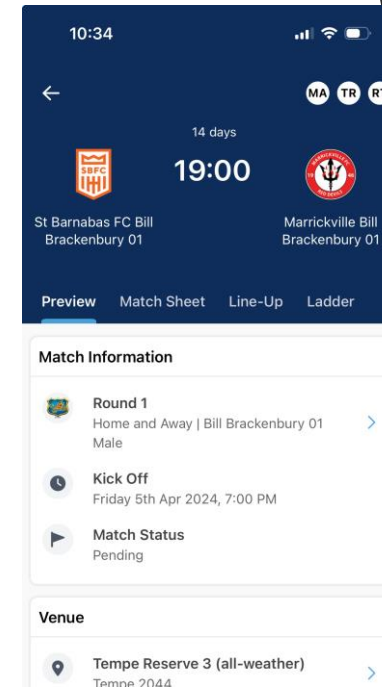 10:34
MA TR
14 days
SBFC
19:00
St Barnabas FC Bill
Brackenbury 01
Marrickville Bill
Brackenbury 01
Preview Match Sheet Line-Up Ladder
Match Information
Round 1
Home and Away | Bill Brackenbury 01
Male
Kick Off
Friday 5th Apr 2024, 7:00 PM
Match Status
Pending
Venue
Tempe Reserve 3 (all-weather)
Tempe 2044